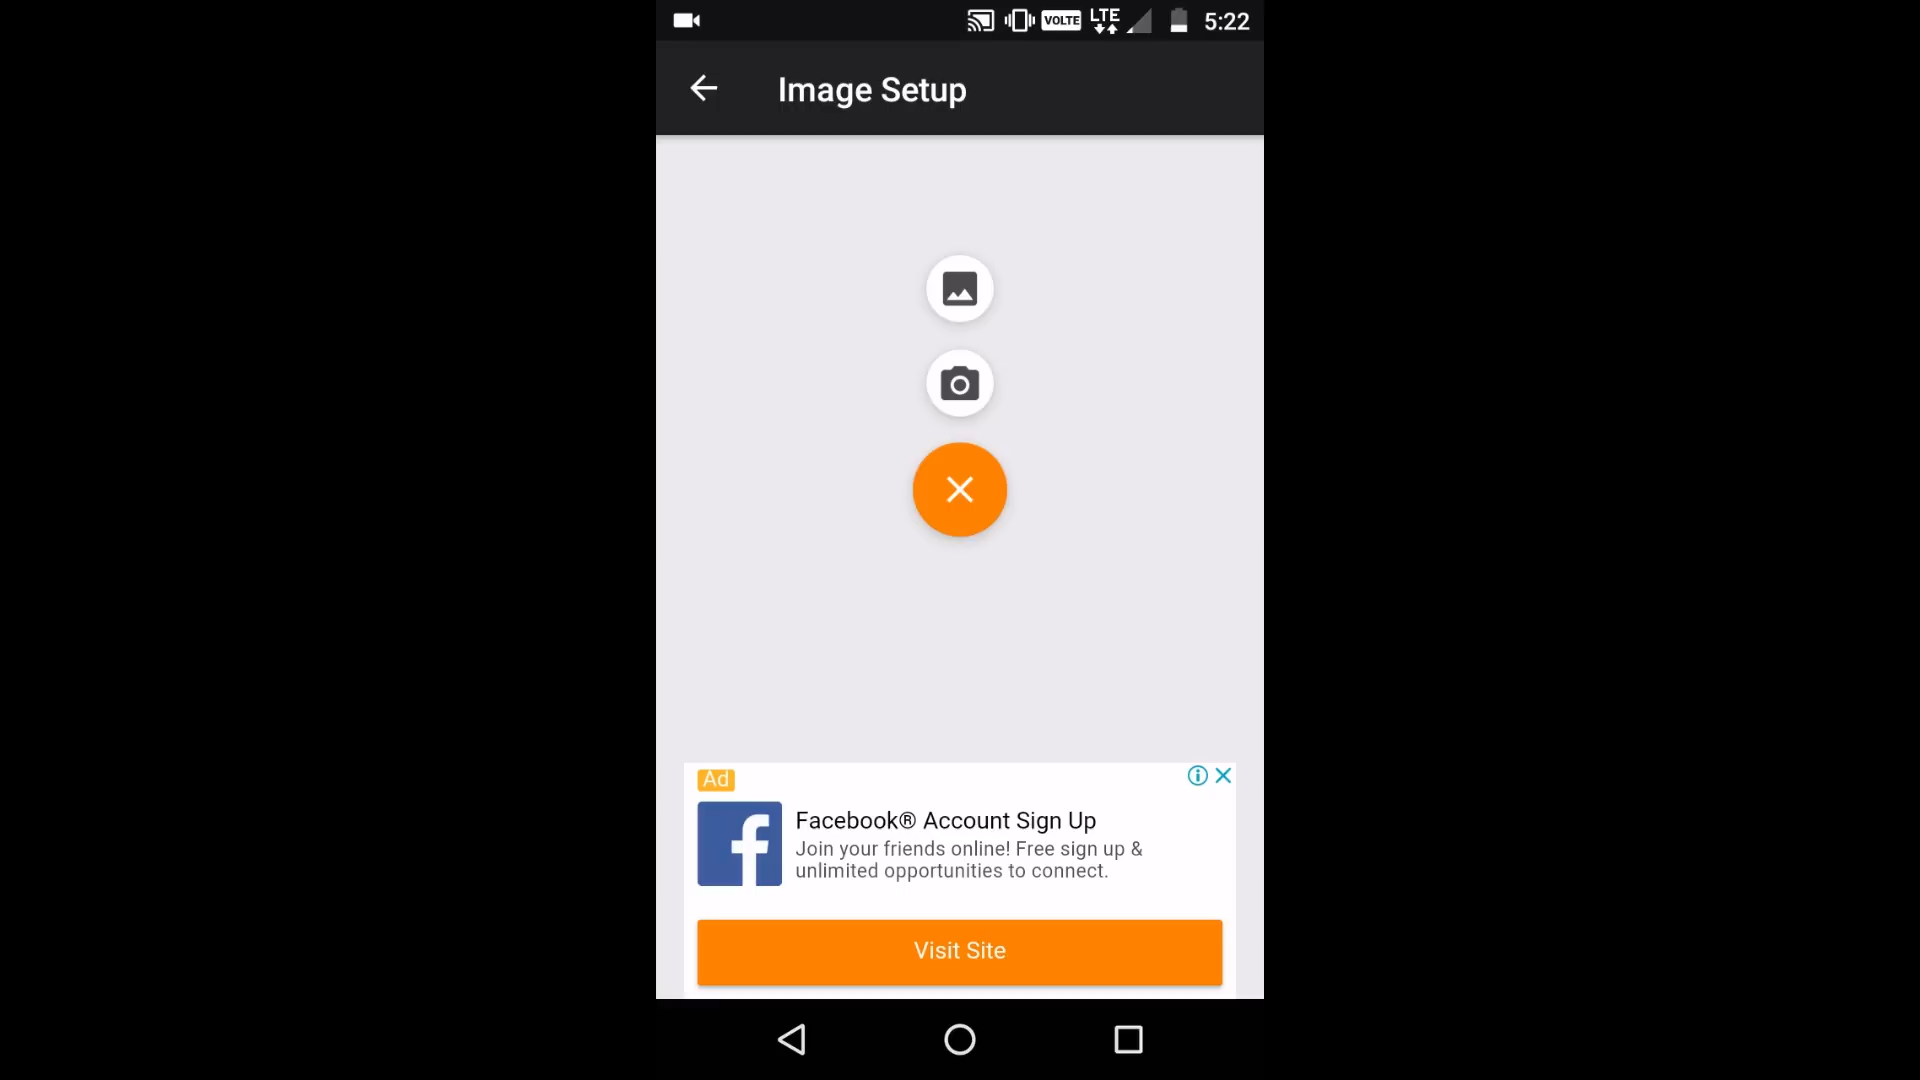 VOLTE LTE 5:22
Image Setup
Ad
Facebook® Account Sign Up
Join your friends online! Free sign up &
unlimited opportunities to connect.
Visit Site